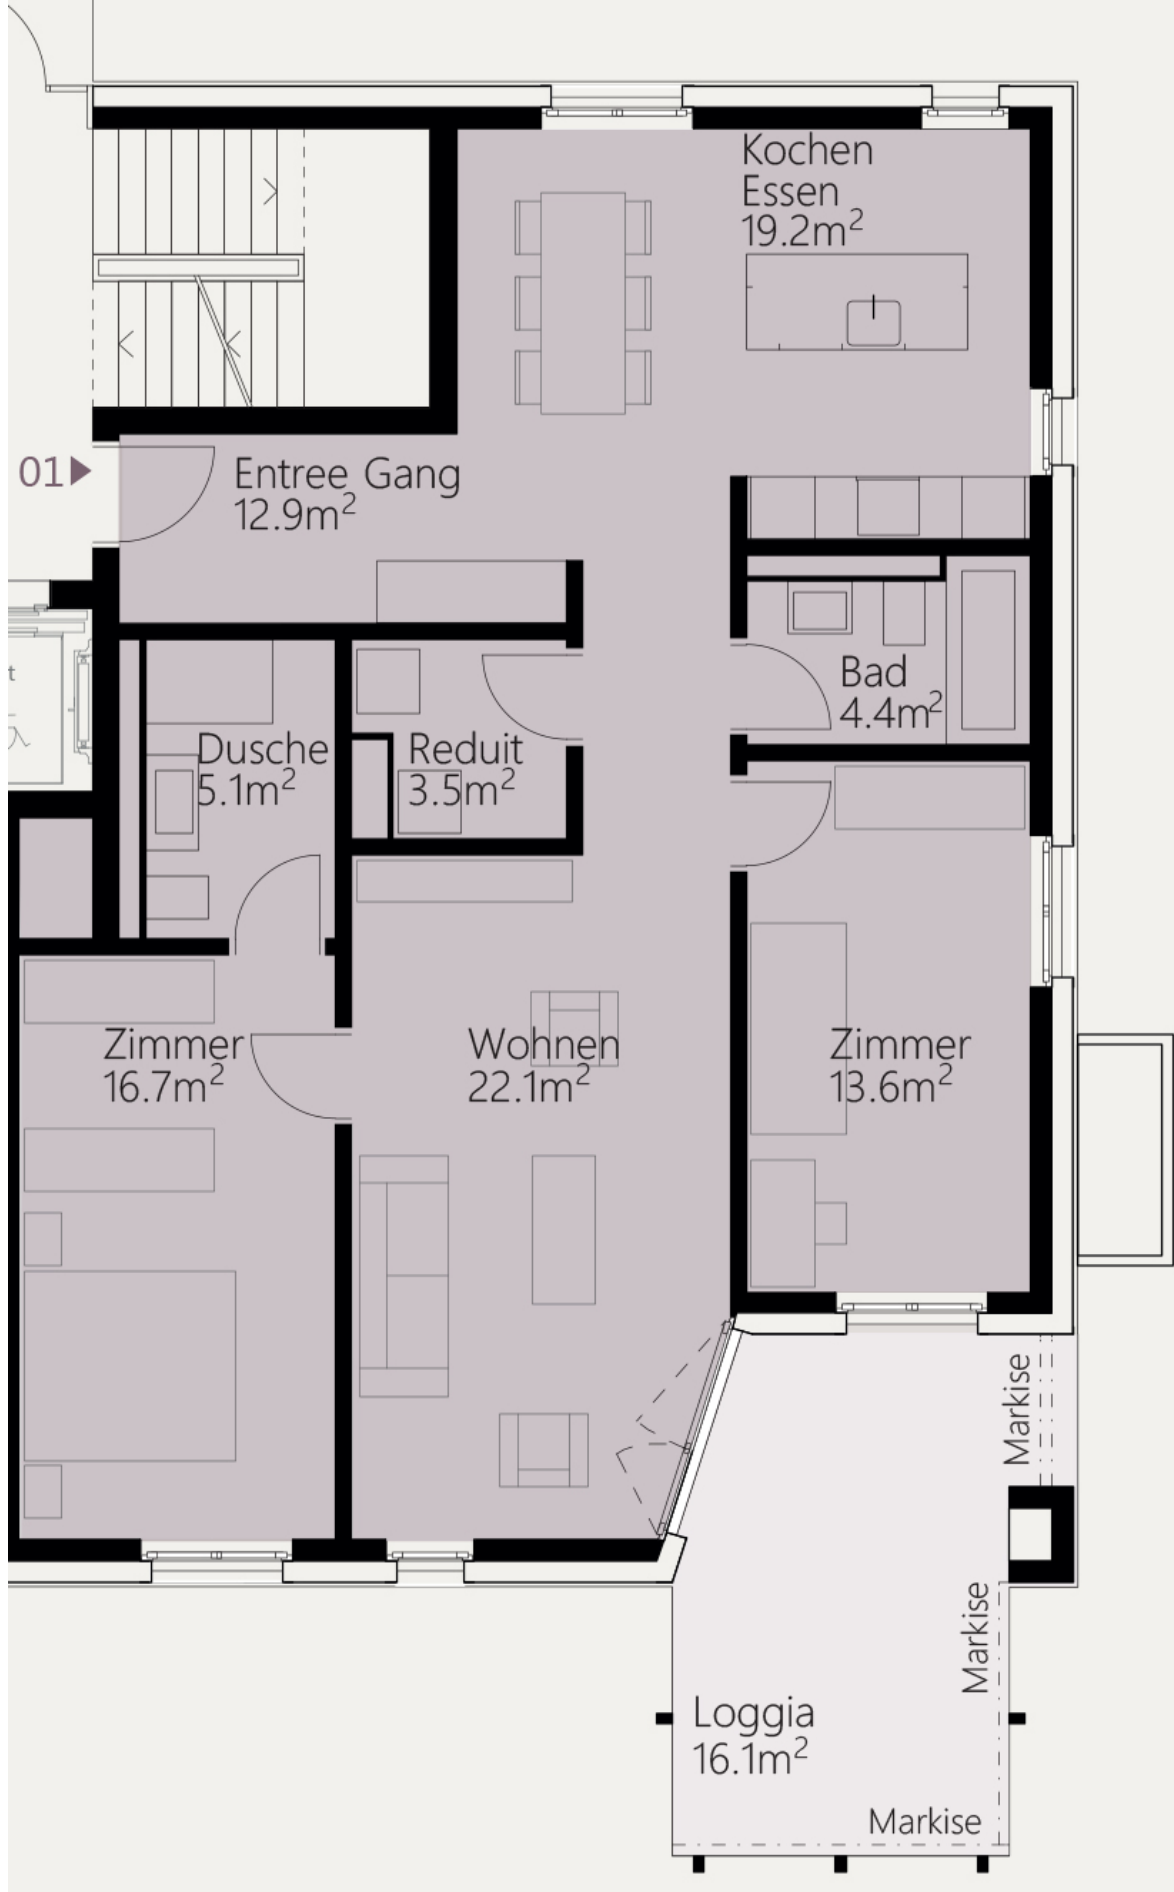 Kochen
Essen
19.2m²
01
Entree Gang
12.9m²
t
Bad
4.4m²
Dusche
5.1m²
Reduit
3.5m²
Zimmer
16.7m²
Wohnen
22.1m²
Zimmer
13.6m²
Markise
Markise
Loggia
16.1m²
Markise